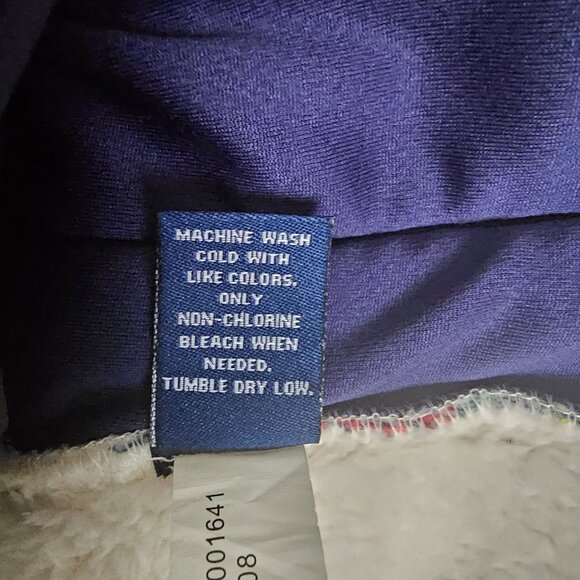 MACHINE WASH
COLD WITH
LIKE COLORS.
ONLY
NON-CHLORINE
BLEACH WHEN
NEEDED.
TUMBLE DRY LOW.
001641
08